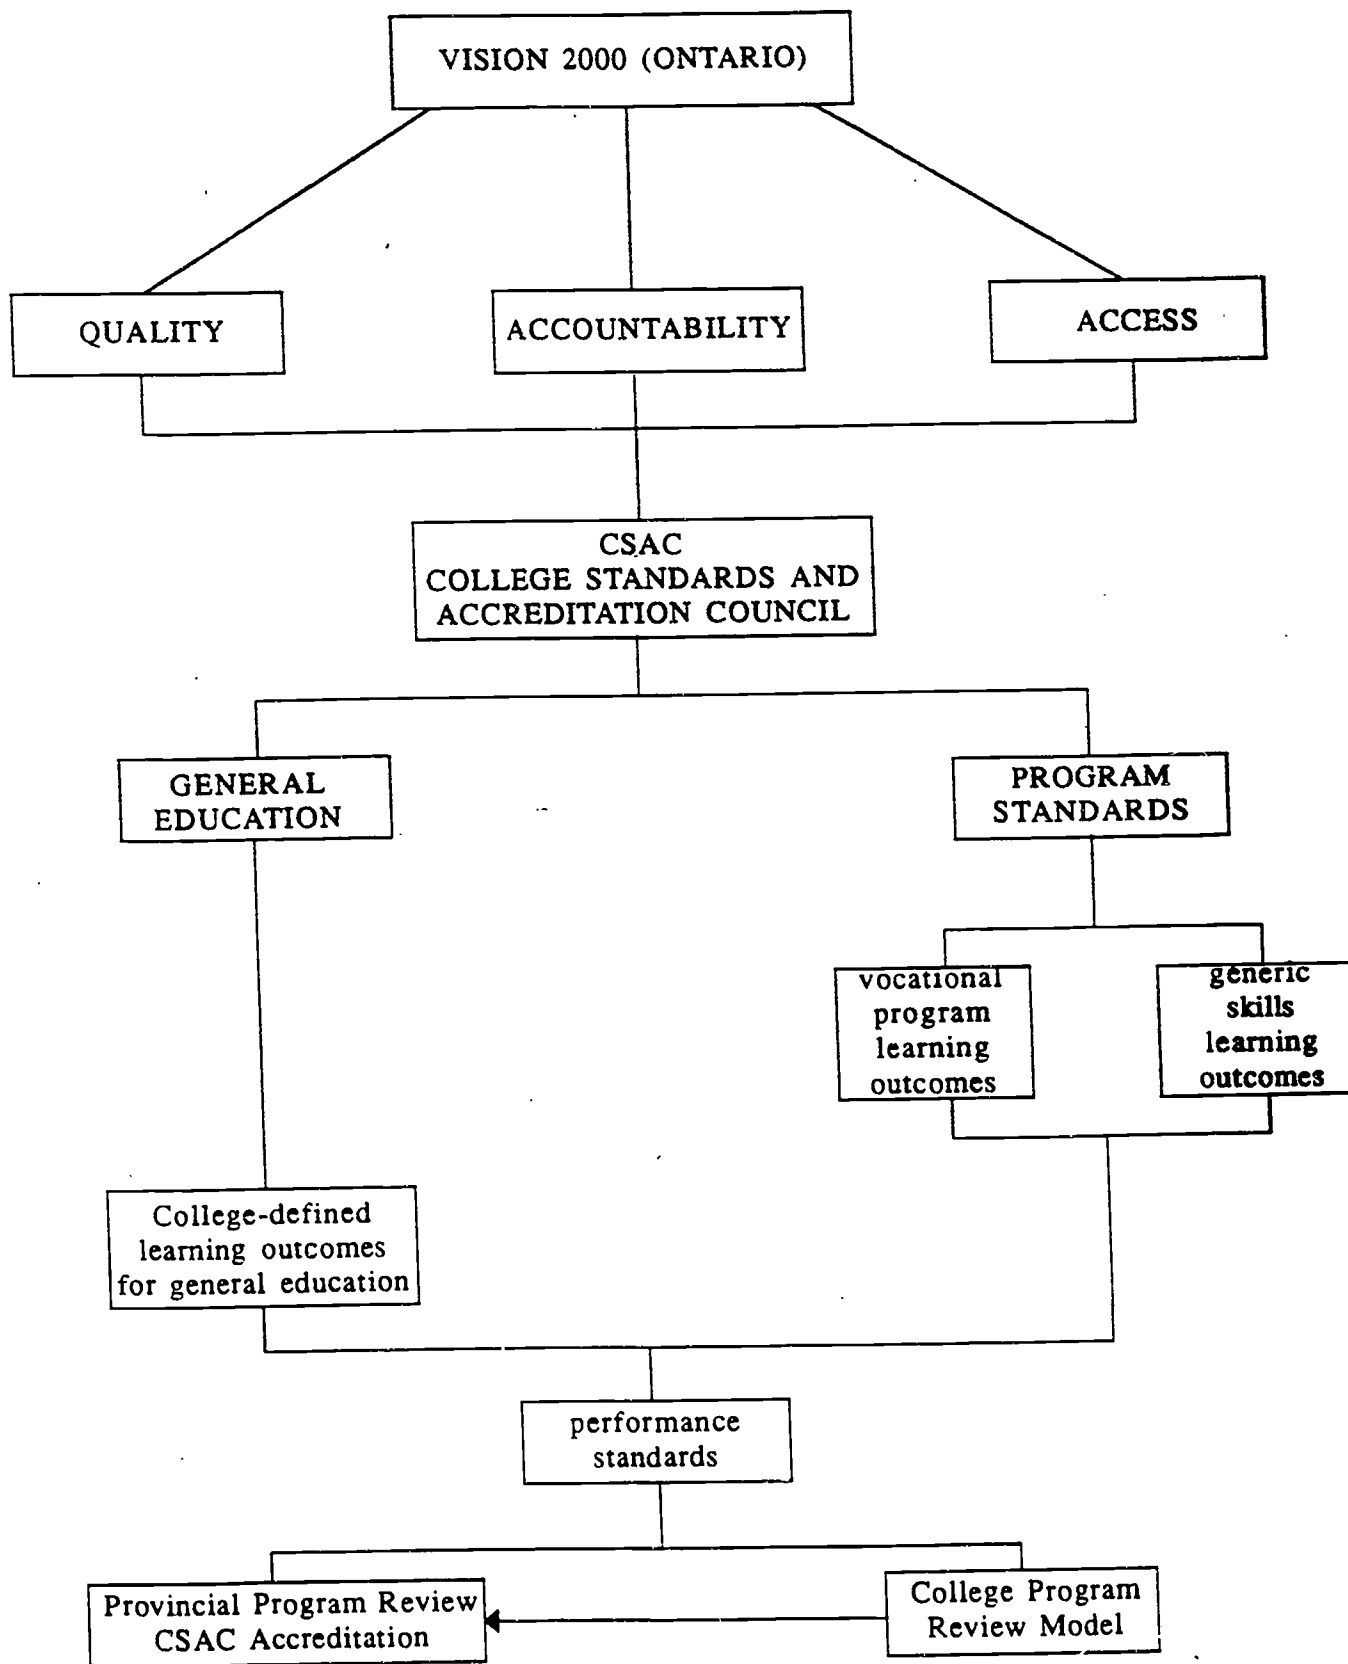 VISION 2000 (ONTARIO)
QUALITY
ACCOUNTABILITY
ACCESS
CSAC
COLLEGE STANDARDS AND
ACCREDITATION COUNCIL
GENERAL
EDUCATION
PROGRAM
STANDARDS
vocational
program
learning
outcomes
generic
skills
learning
outcomes
College-defined
learning outcomes
for general education
performance
standards
Provincial Program Review
CSAC Accreditation
College Program
Review Model